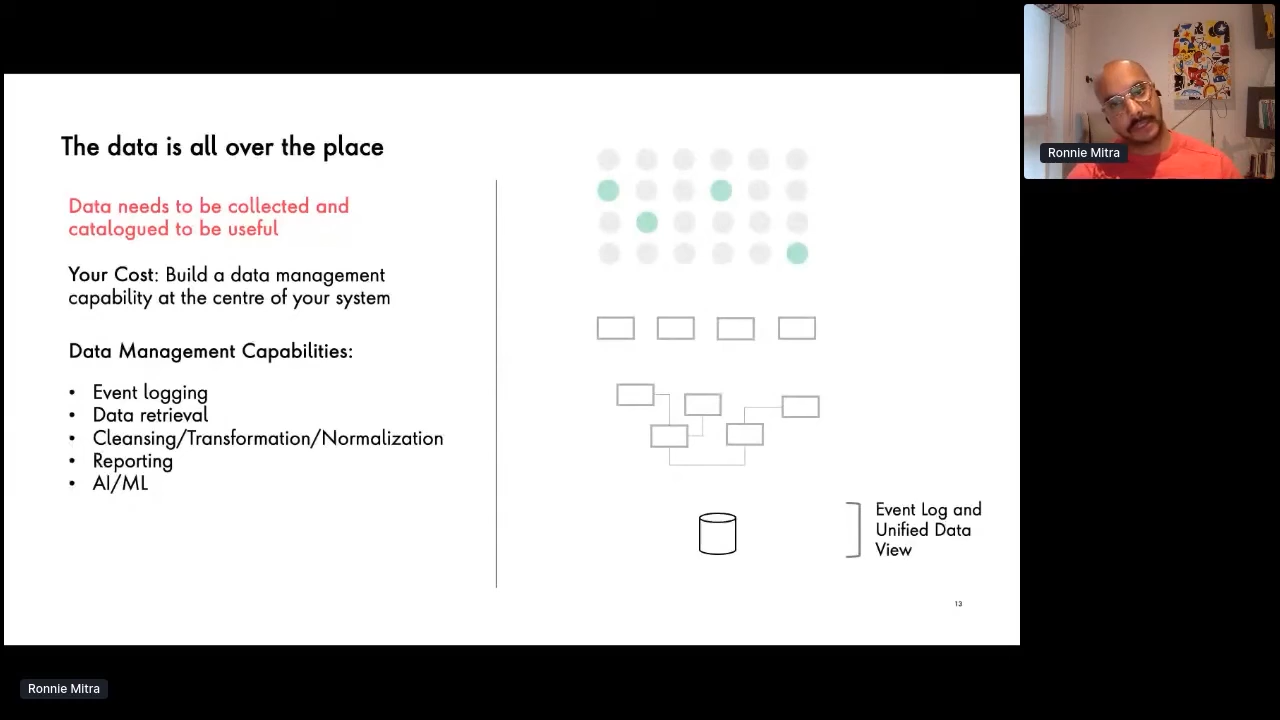 The data is all over the place
Data needs to be collected and
catalogued to be useful
Your Cost: Build a data management
capability at the centre of your system
Data Management Capabilities:
• Event logging
• Data retrieval
• Cleansing/Transformation/Normalization
• Reporting
• AI/ML
Event Log and
Unified Data
View
13
Ronnie Mitra
Ronnie Mitra